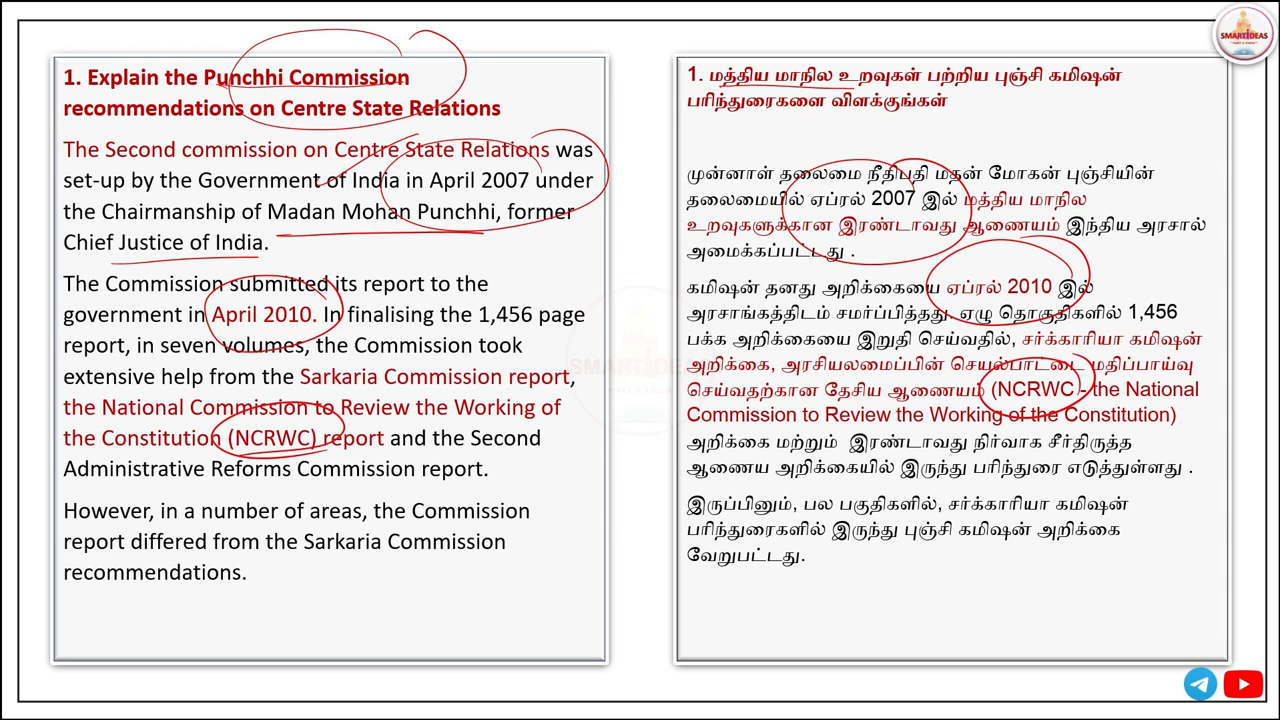 SMARTIDEAS
1. Explain the Punchhi Commission
recommendations on Centre State Relations
The Second commission on Centre State Relations was
set-up by the Government of India in April 2007 under
the Chairmanship of Madan Mohan Punchhi, former
Chief Justice of India.
The Commission submitted its report to the
government in April 2010. In finalising the 1,456 page
report, in seven volumes, the Commission took
extensive help from the Sarkaria Commission report,
the National Commission to Review the Working of
the Constitution (NCRWC) report and the Second
Administrative Reforms Commission report.
However, in a number of areas, the Commission
report differed from the Sarkaria Commission
recommendations.
1. மத்திய மாநில உறவுகள் பற்றிய புஞ்சி கமிஷன்
பரிந்துரைகளை விளக்குங்கள்
முன்னாள் தலைமை நீதிபதி மதன் மோகன் புஞ்சியின்
தலைமையில் ஏப்ரல் 2007 இல் மத்திய மாநில
உறவுகளுக்கான இரண்டாவது ஆணையம் இந்திய அரசால்
அமைக்கப்பட்டது .
கமிஷன் தனது அறிக்கையை ஏப்ரல் 2010 இல்
அரசாங்கத்திடம் சமர்ப்பித்தது. ஏழு தொகுதிகளில் 1,456
பக்க அறிக்கையை இறுதி செய்வதில், சர்க்காரியா கமிஷன்
அறிக்கை, அரசியலமைப்பின் செயல்பாட்டை மதிப்பாய்வு
செய்வதற்கான தேசிய ஆணையம் (NCRWC - the National
Commission to Review the Working of the Constitution)
அறிக்கை மற்றும் இரண்டாவது நிர்வாக சீர்திருத்த
ஆணைய அறிக்கையில் இருந்து பரிந்துரை எடுத்துள்ளது .
இருப்பினும், பல பகுதிகளில், சர்க்காரியா கமிஷன்
பரிந்துரைகளில் இருந்து புஞ்சி கமிஷன் அறிக்கை
வேறுபட்டது.
SMARTIDEAS